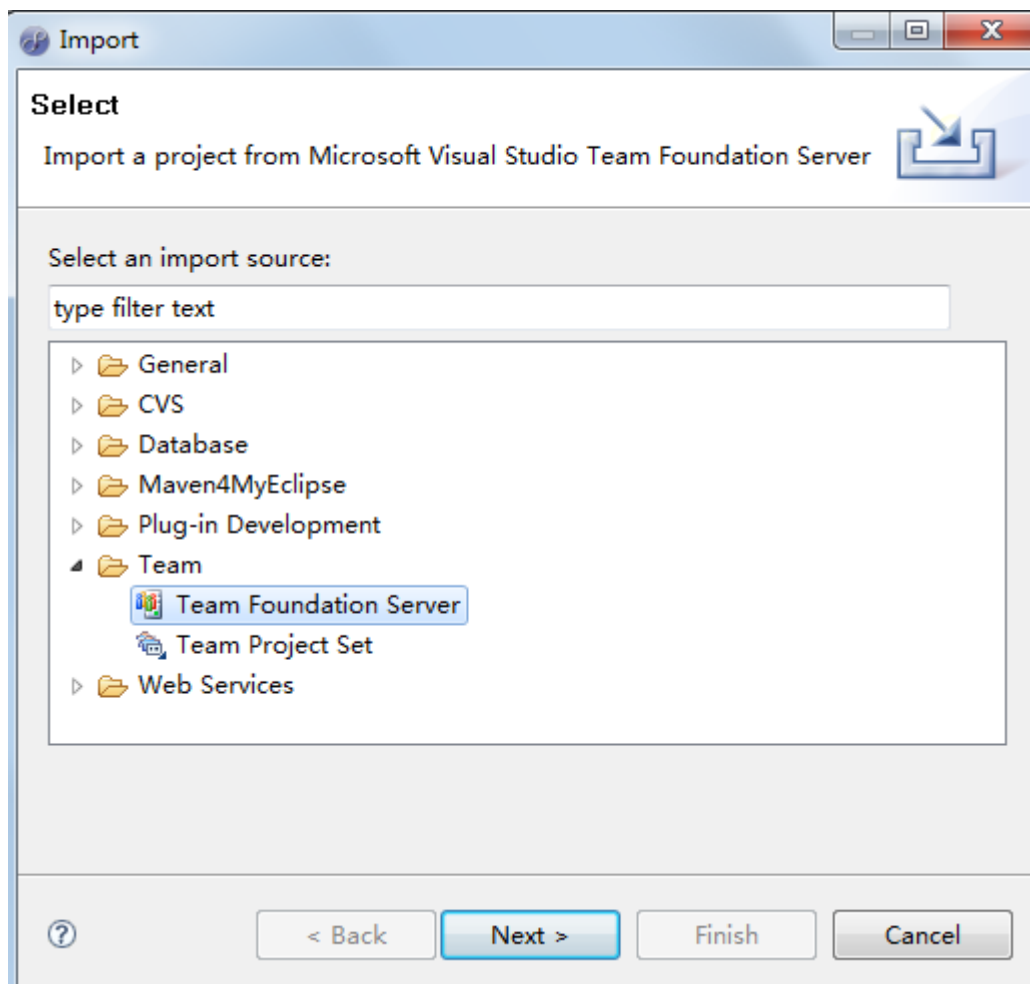 Import
Select
Import a project from Microsoft Visual Studio Team Foundation Server
Select an import source:
type filter text
General
CVS
Database
Maven4MyEclipse
Plug-in Development
Team
Team Foundation Server
Team Project Set
Web Services
? < Back Next > Finish Cancel